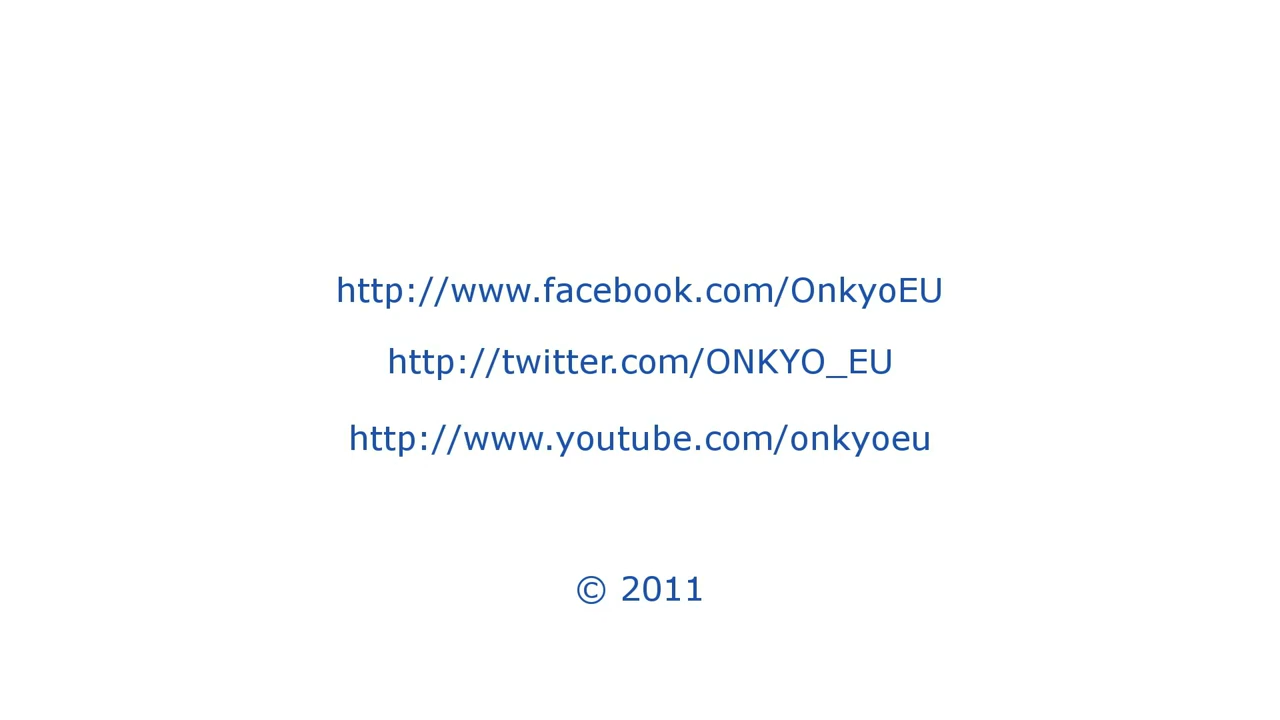 http://www.facebook.com/OnkyoEU
http://twitter.com/ONKYO_EU
http://www.youtube.com/onkyoeu
© 2011